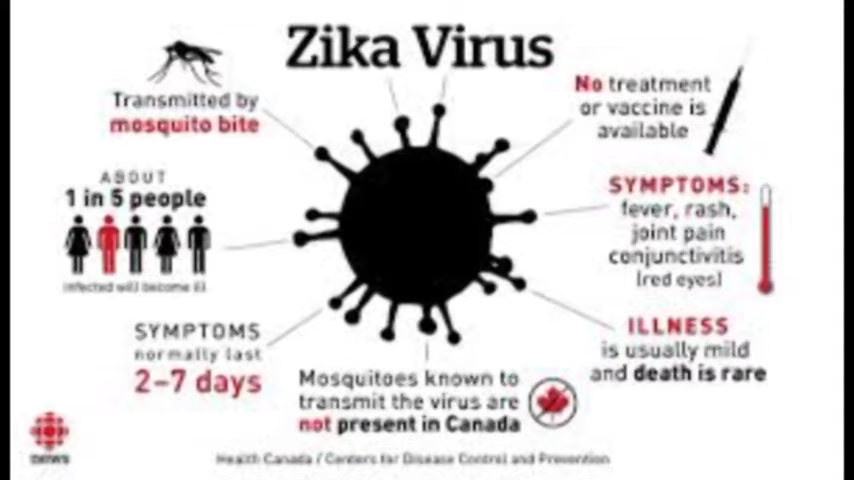 Zika Virus
Transmitted by
mosquito bite
ABOUT
1 in 5 people
infected will become ill
SYMPTOMS
normally last
2-7 days
Mosquitoes known to
transmit the virus are
not present in Canada
No treatment
or vaccine is
available
SYMPTOMS:
fever, rash,
joint pain
conjunctivitis
(red eyes)
ILLNESS
is usually mild
and death is rare
news
Health Canada / Centers for Disease Control and Prevention